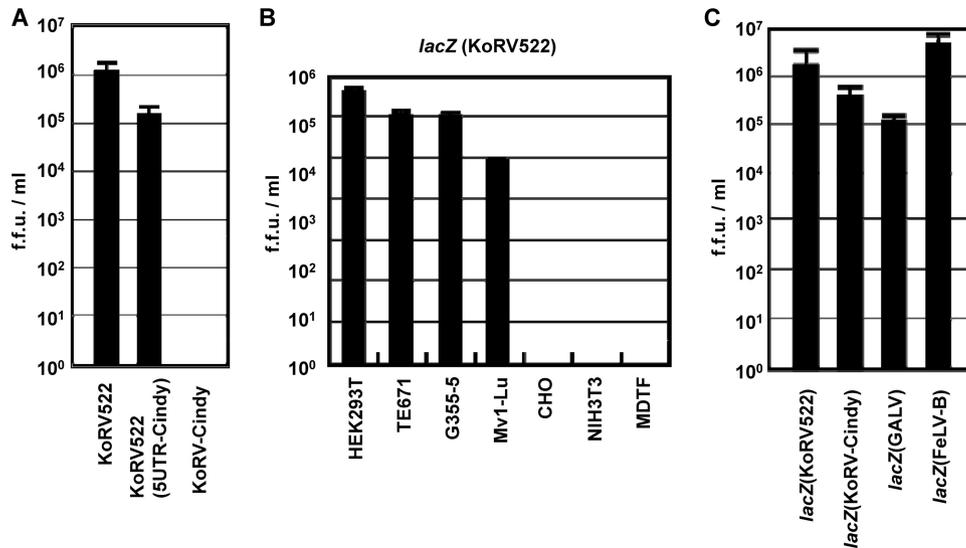 A
f.f.u. / ml
10⁷
10⁶
10⁵
10⁴
10³
10²
10¹
10⁰
KoRV522
KoRV522
(5UTR-Cindy)
KoRV-Cindy
B
lacZ (KoRV522)
f.f.u. / ml
10⁶
10⁵
10⁴
10³
10²
10¹
10⁰
HEK293T
TE671
G355-5
Mv1-Lu
CHO
NIH3T3
MDTF
C
f.f.u. / ml
10⁷
10⁶
10⁵
10⁴
10³
10²
10¹
10⁰
lacZ(KoRV522)
lacZ(KoRV-Cindy)
lacZ(GALV)
lacZ(FeLV-B)